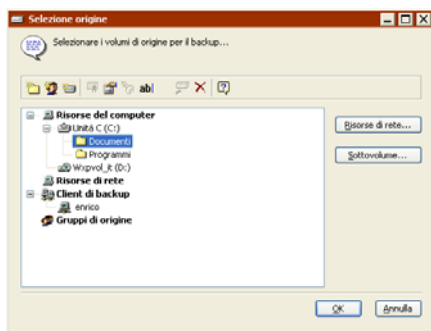 Selezione origine
Selezionare i volumi di origine per il backup...
ab
Risorse del computer
Unità C (C:)
Documenti
Programmi
Wxpvol_it (D:)
Risorse di rete
Client di backup
enrico
Gruppi di origine
Risorse di rete...
Sottovolume...
OK
Annulla